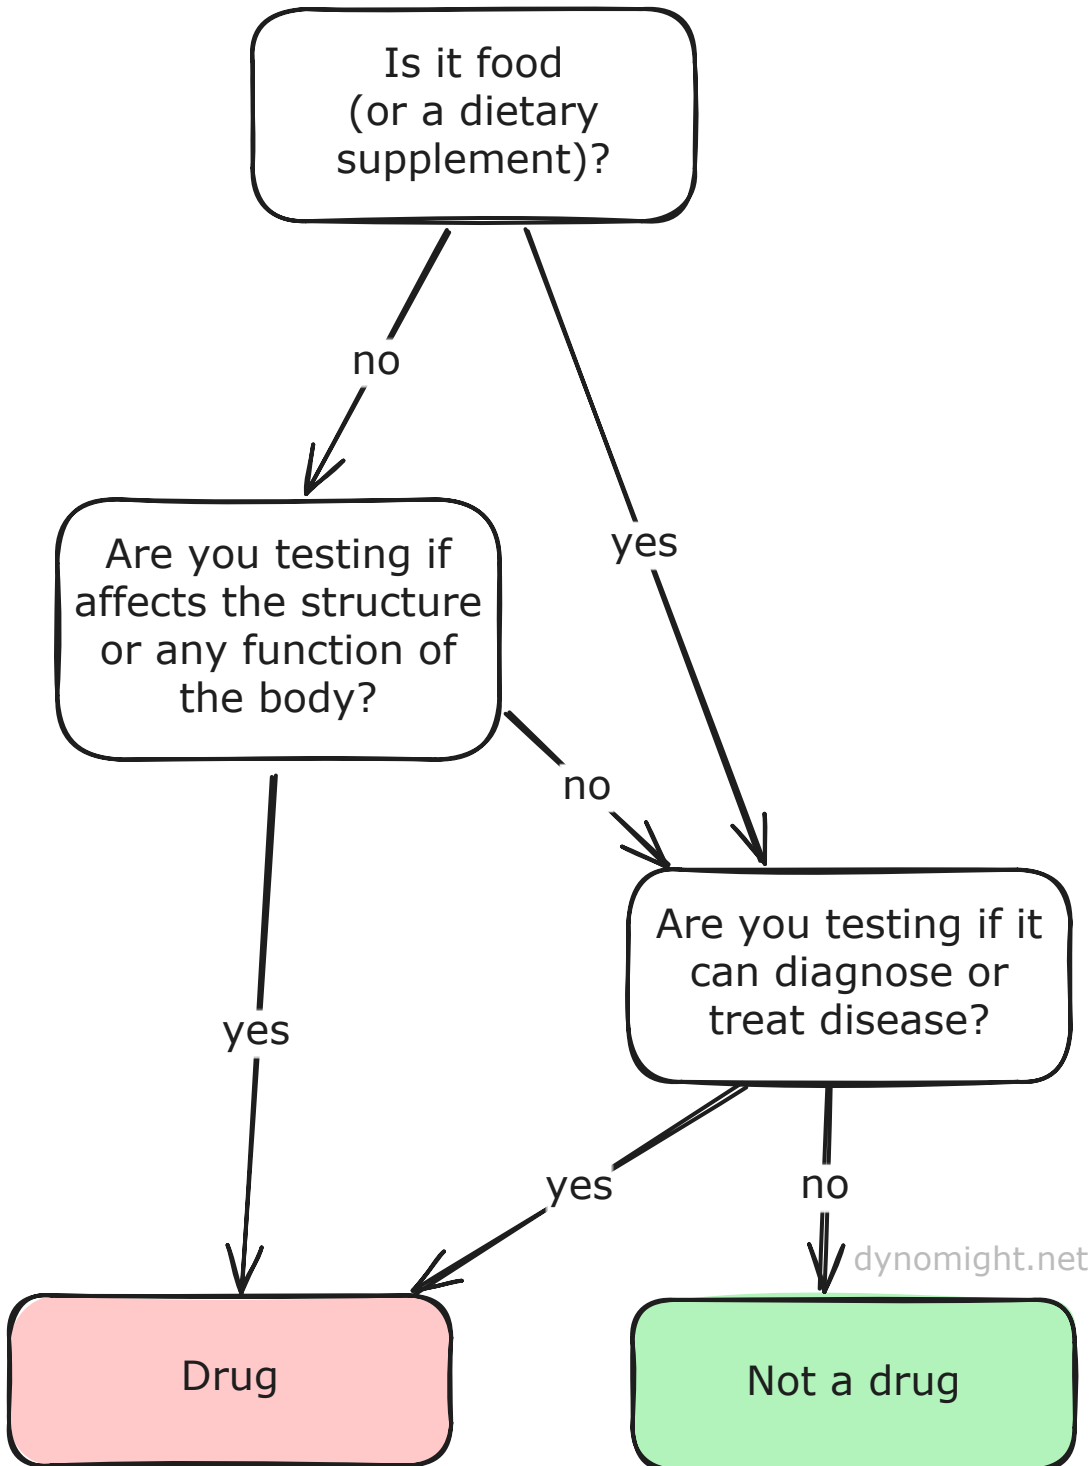 Is it food
(or a dietary
supplement)?
no
yes
Are you testing if
affects the structure
or any function of
the body?
no
Are you testing if it
can diagnose or
treat disease?
yes
yes
no
dynomight.net
Drug
Not a drug